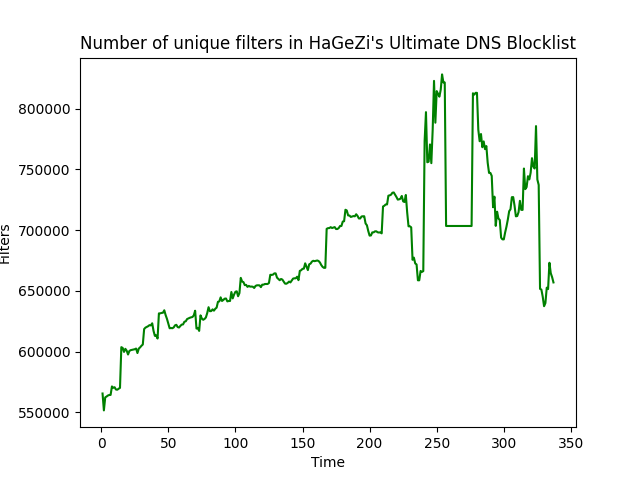 Number of unique filters in HaGeZi's Ultimate DNS Blocklist
800000
750000
700000
650000
600000
550000
Filters
0 50 100 150 200 250 300 350
Time